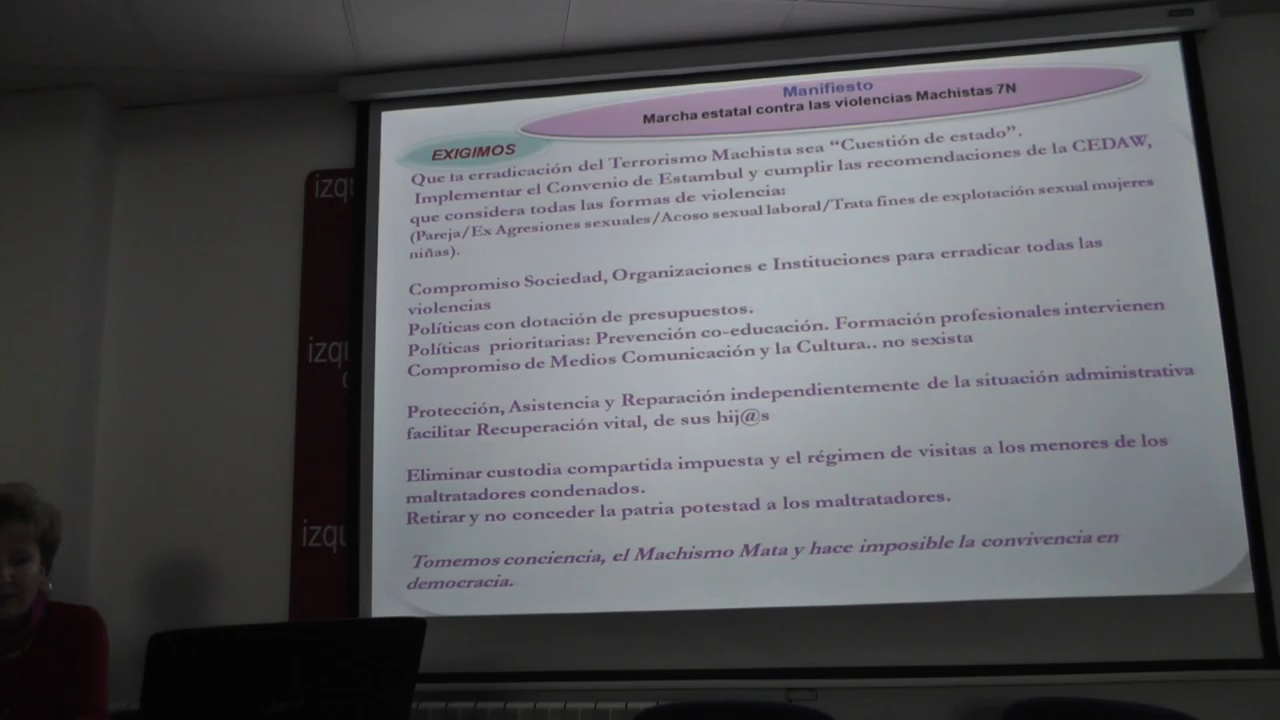 Manifiesto
Marcha estatal contra las violencias Machistas 7N
EXIGIMOS
Que la erradicación del Terrorismo Machista sea “Cuestión de estado”.
Implementar el Convenio de Estambul y cumplir las recomendaciones de la CEDAW,
que considera todas las formas de violencia:
(Pareja/Ex Agresiones sexuales/Acoso sexual laboral/Trata fines de explotación sexual mujeres
niñas).
Compromiso Sociedad, Organizaciones e Instituciones para erradicar todas las
violencias
Políticas con dotación de presupuestos.
Políticas prioritarias: Prevención co-educación. Formación profesionales intervienen
Compromiso de Medios Comunicación y la Cultura.. no sexista
Protección, Asistencia y Reparación independientemente de la situación administrativa
facilitar Recuperación vital, de sus hij@s
Eliminar custodia compartida impuesta y el régimen de visitas a los menores de los
maltratadores condenados.
Retirar y no conceder la patria potestad a los maltratadores.
Tomemos conciencia, el Machismo Mata y hace imposible la convivencia en
democracia.
izqu
izqu
izqu